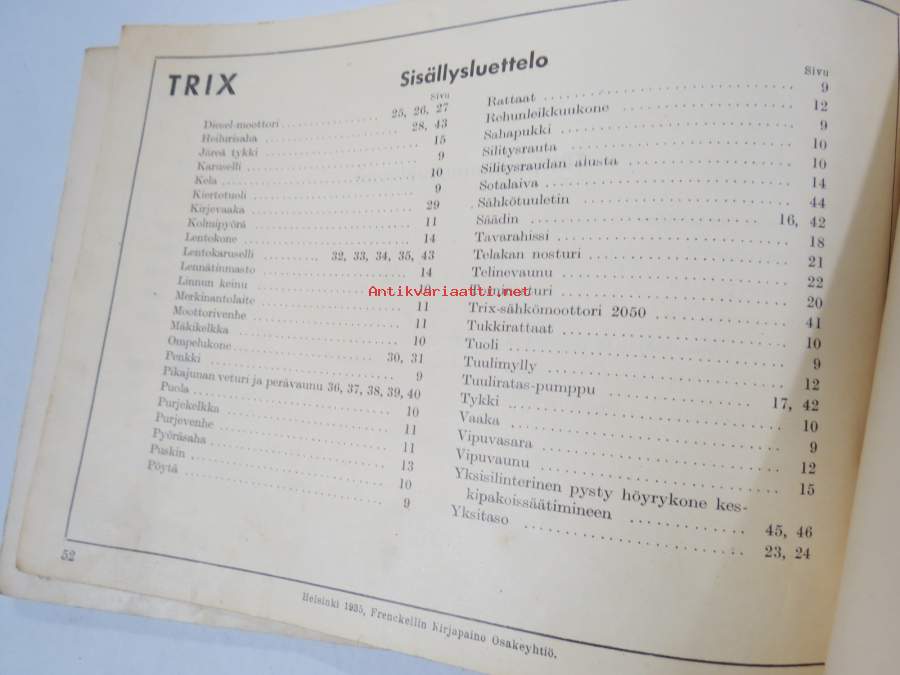 TRIX
Sisällysluettelo
Sivu
Diesel-moottori 25, 26, 27
Heilurisaha 28, 43
Järeä tykki 15
Karuselli 9
Kela 10
Kiertotuoli 9
Kirjevaaka 29
Kolmipyörä 11
Lentokone 14
Lentokaruselli 32, 33, 34, 35, 43
Lennätinmasto 14
Linnun keinu 10
Merkinantolaite 11
Moottorivenhe 11
Mäkikelkka 10
Ompelukone 30, 31
Penkki 9
Pikajunan veturi ja perävaunu 36, 37, 38, 39, 40
Puola 10
Purjekelkka 11
Purjevenhe 11
Pyöräsaha 13
Puskin 10
Pöytä 9
Sivu
Rattaat 9
Rehunleikkuukone 12
Sahapukki 9
Silitysrauta 10
Silitysraudan alusta 10
Sotalaiva 14
Sähkötuuletin 44
Säädin 16, 42
Tavarahissi 18
Telakan nosturi 21
Telinevaunu 22
20
Trix-sähkömoottori 2050 41
Tukkirattaat 10
Tuoli 9
Tuulimylly 12
Tuuliratas-pumppu 17, 42
Tykki 10
Vaaka 9
Vipuvasara 12
Vipuvaunu 15
Yksisilinterinen pysty höyrykone kes-
kipakoissäätimineen 45, 46
Yksitaso 23, 24
Antikvariaatti.net
52
Helsinki 1935, Frenckellin kirjapaino Osakeyhtiö.